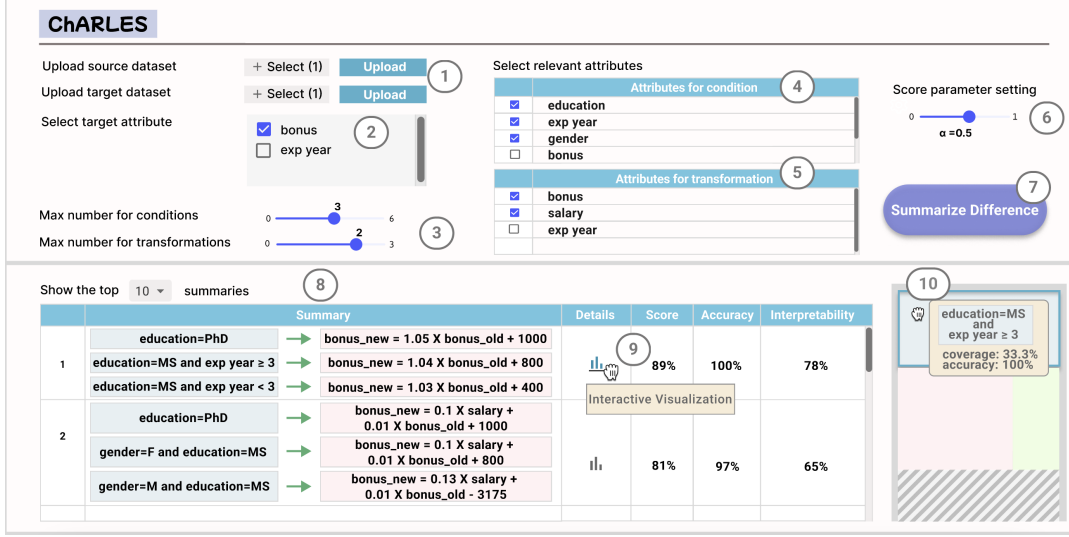 ChARLES
Upload source dataset
+ Select (1)
Upload
1
Upload target dataset
+ Select (1)
Upload
Select target attribute
bonus
exp year
2
Max number for conditions
0
3
6
Max number for transformations
0
2
3
3
Select relevant attributes
Attributes for condition
4
education
exp year
gender
bonus
Attributes for transformation
5
bonus
salary
exp year
Score parameter setting
0
1
α =0.5
6
7
Summarize Difference
Show the top
10
summaries
8
Summary
Details
Score
Accuracy
Interpretability
1
education=PhD
bonus_new = 1.05 X bonus_old + 1000
education=MS and exp year ≥ 3
bonus_new = 1.04 X bonus_old + 800
education=MS and exp year < 3
bonus_new = 1.03 X bonus_old + 400
9
89%
100%
78%
Interactive Visualization
2
education=PhD
bonus_new = 0.1 X salary +
0.01 X bonus_old + 1000
gender=F and education=MS
bonus_new = 0.1 X salary +
0.01 X bonus_old + 800
gender=M and education=MS
bonus_new = 0.13 X salary +
0.01 X bonus_old - 3175
81%
97%
65%
10
education=MS
and
exp year ≥ 3
coverage: 33.3%
accuracy: 100%